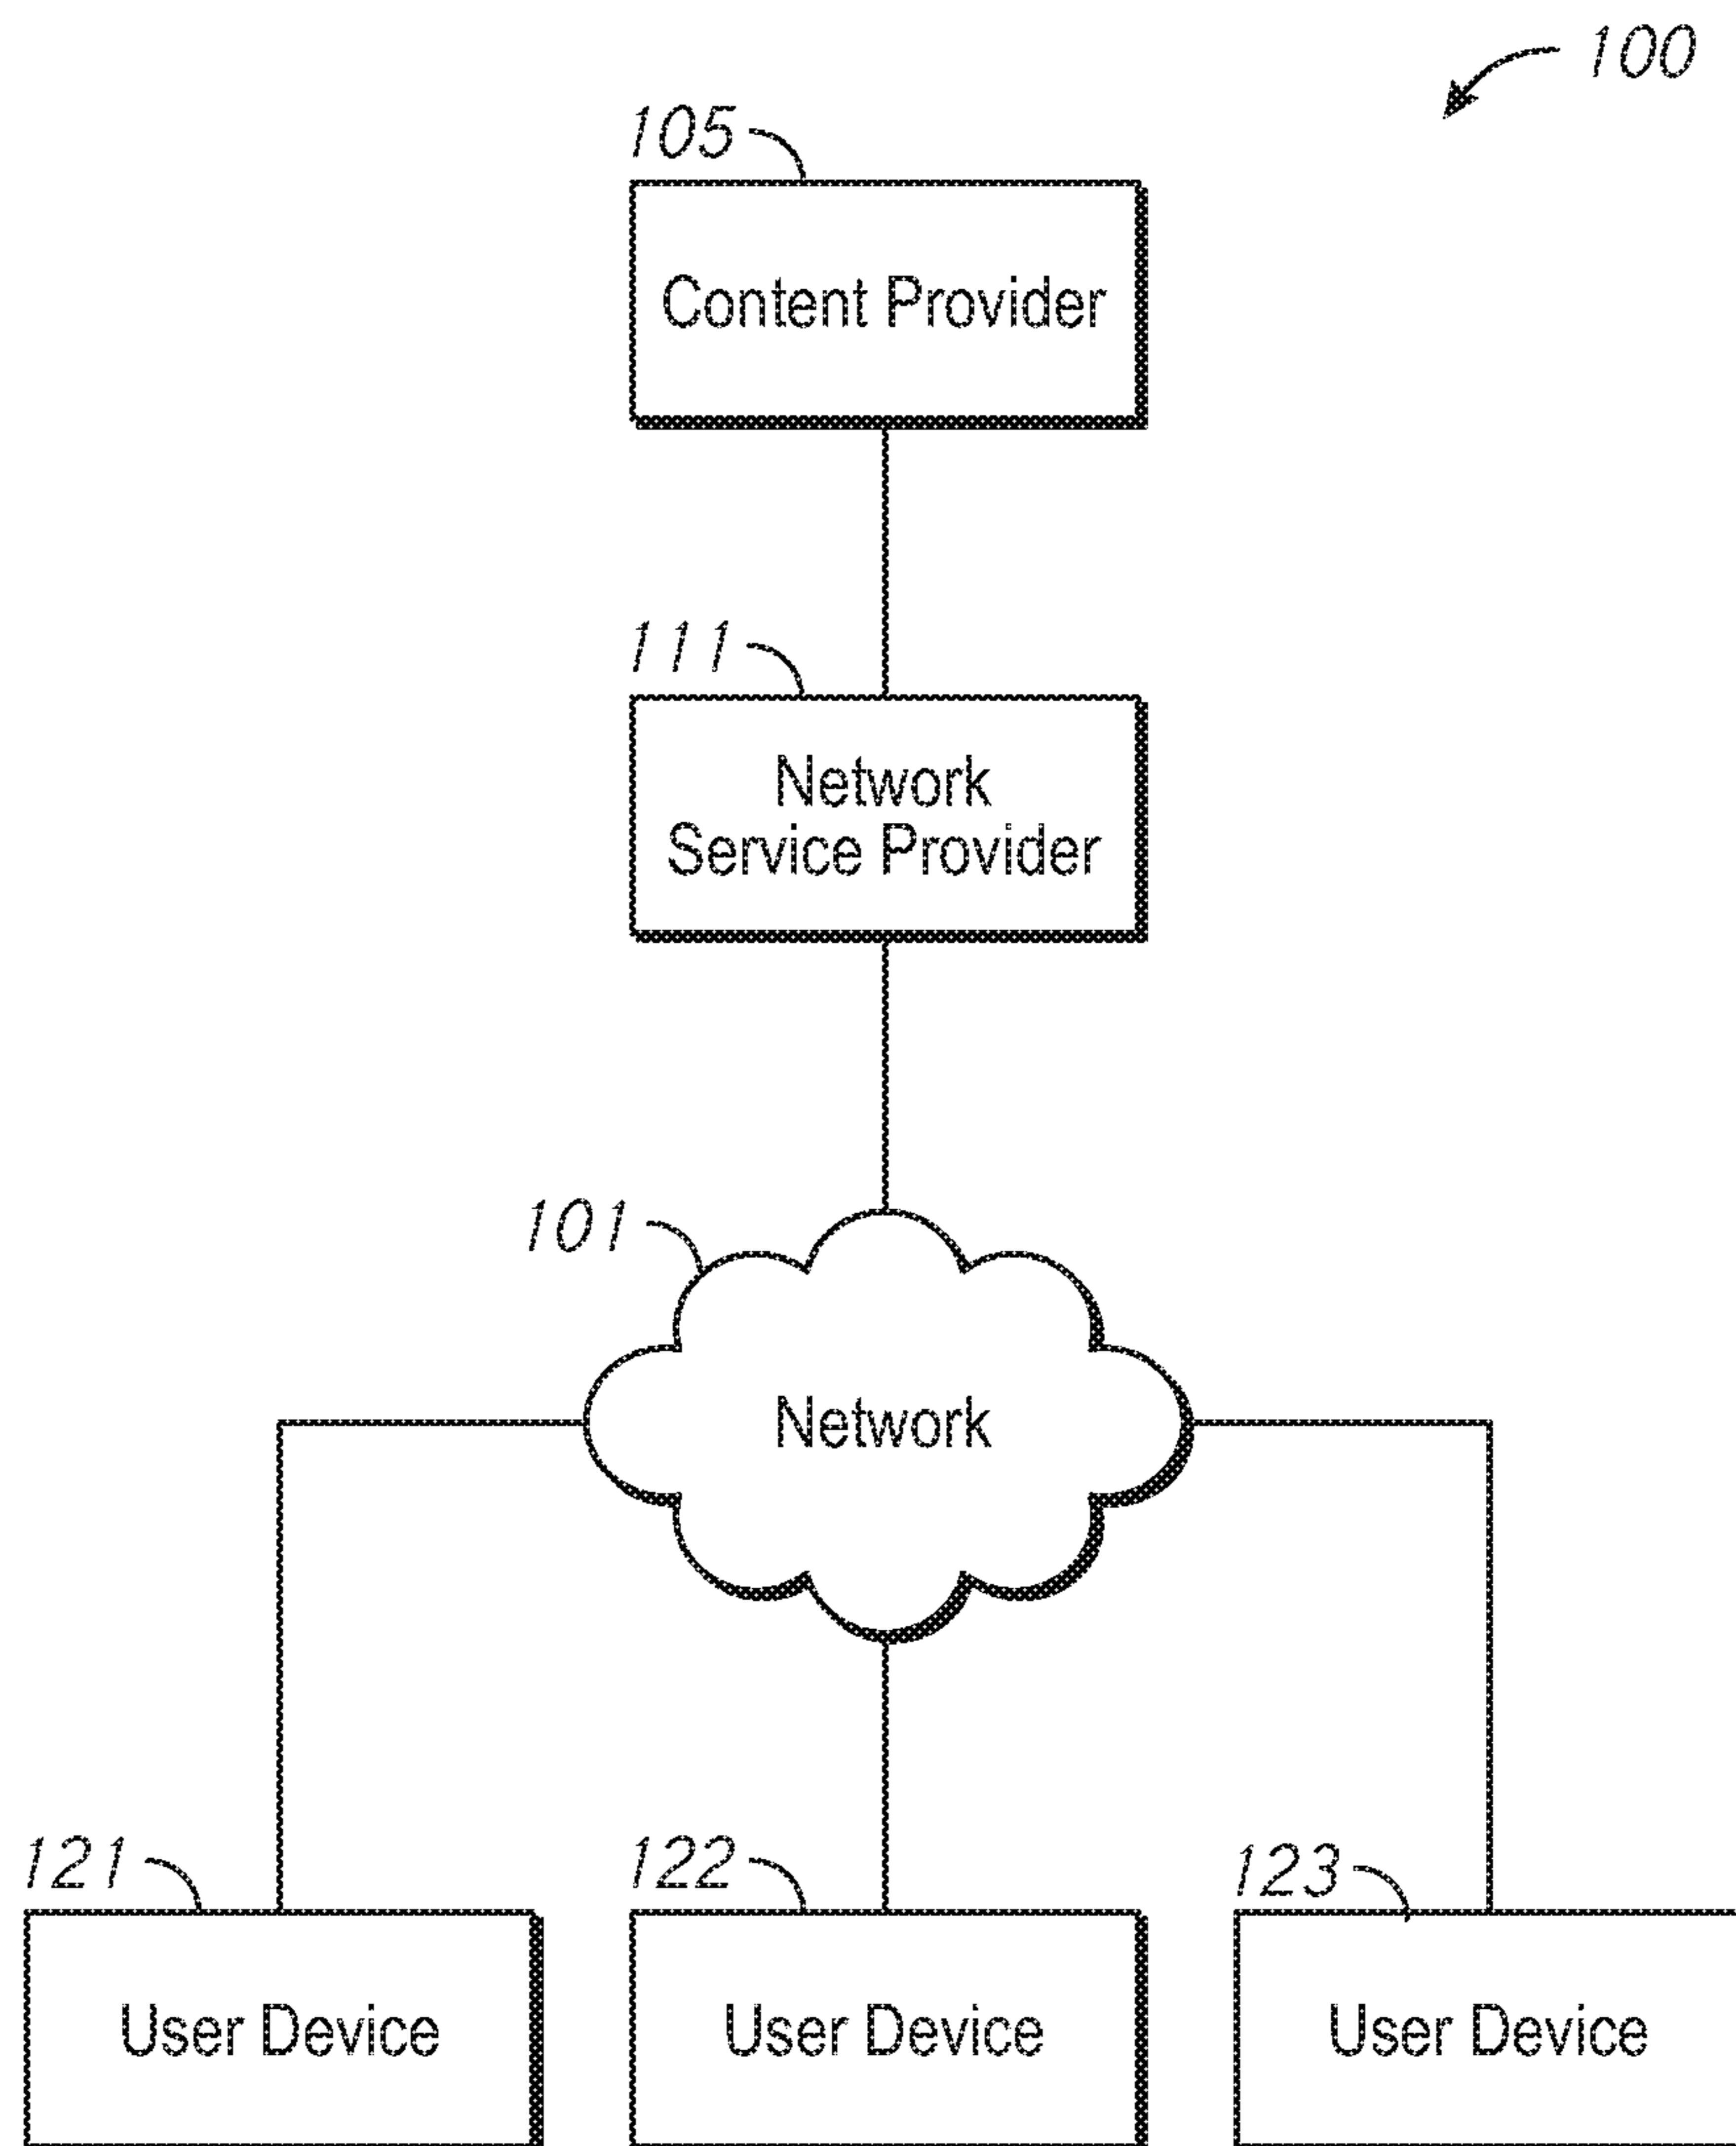 100
105
Content Provider
111
Network
Service Provider
101
Network
121
122
123
User Device
User Device
User Device